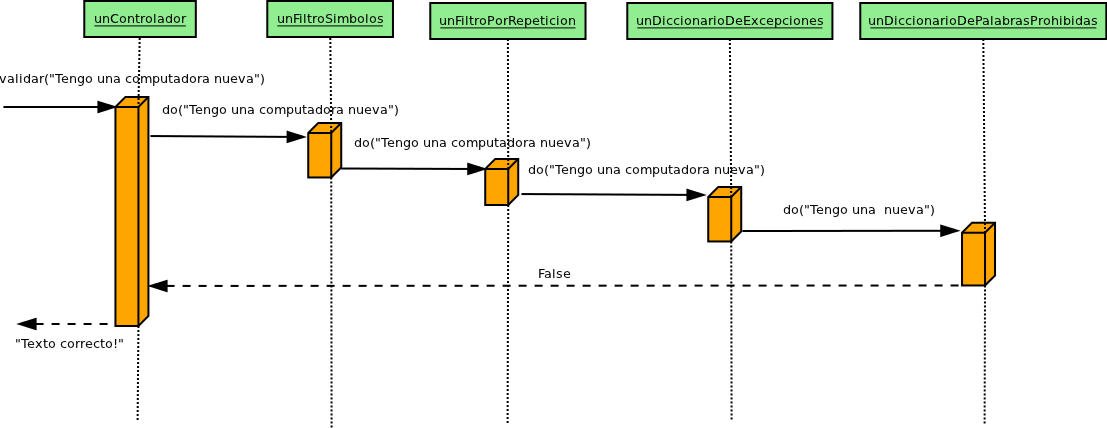 unControlador
unFiltroSimbolos
unFiltroPorRepeticion
unDiccionarioDeExcepciones
unDiccionarioDePalabrasProhibidas
validar("Tengo una computadora nueva")
do("Tengo una computadora nueva")
do("Tengo una computadora nueva")
do("Tengo una computadora nueva")
do("Tengo una  nueva")
False
"Texto correcto!"